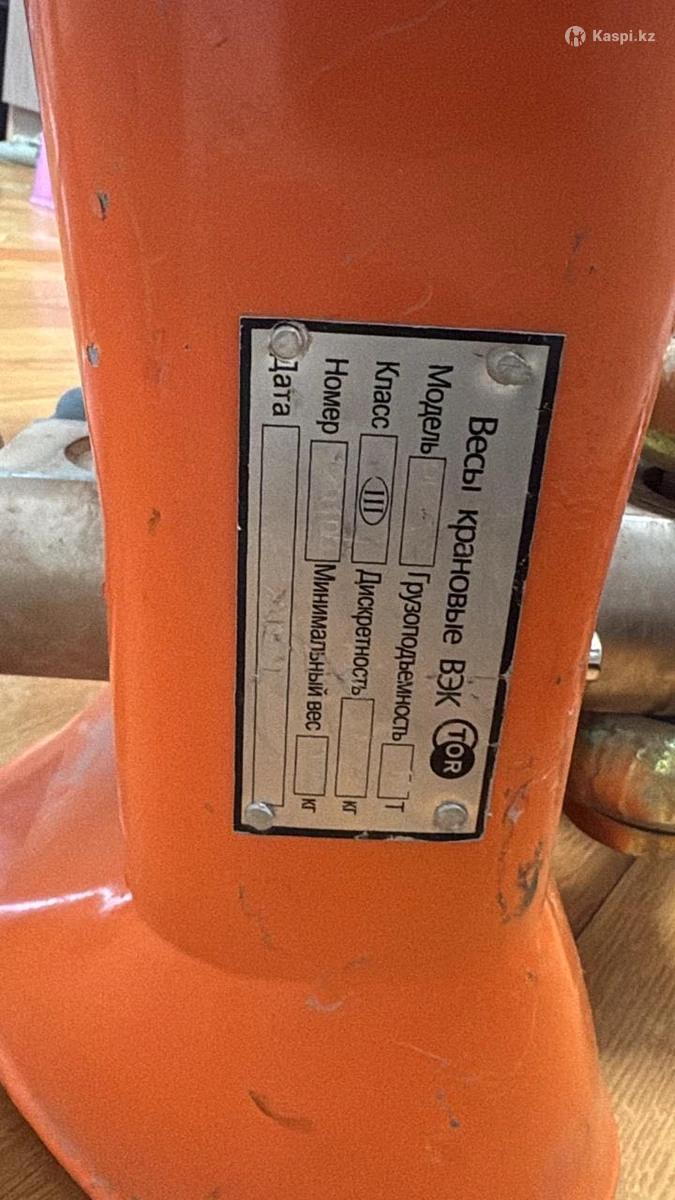 Kaspi.kz
Весы крановые ВЭК TOR
Модель Грузоподъемность Т
Класс III Дискретность кг
Номер Минимальный вес кг
Дата